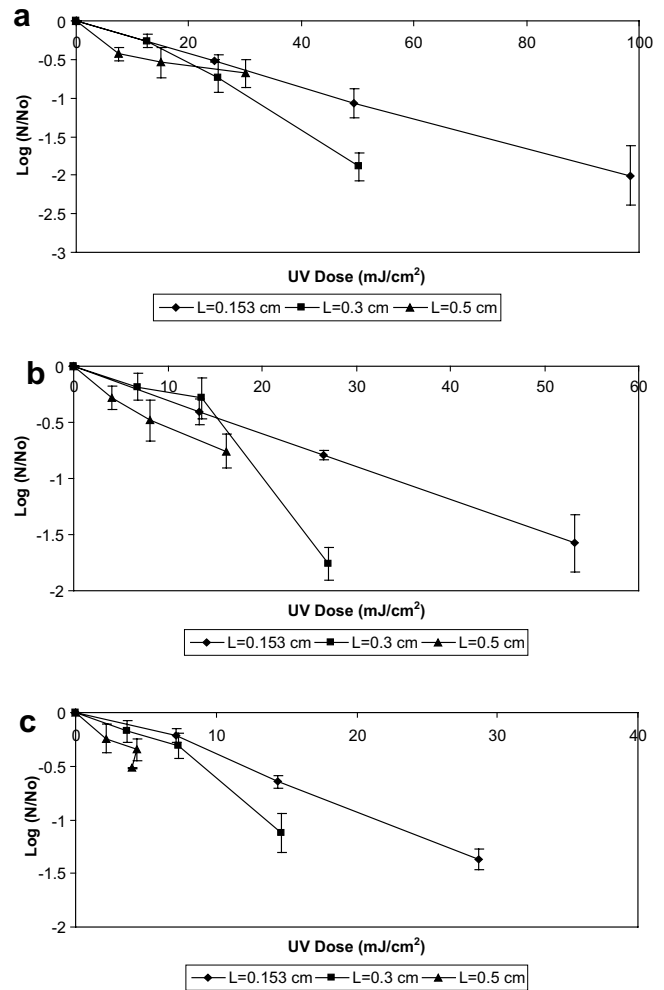 a
0 20 40 60 80 100
0
-0.5
-1
-1.5
-2
-2.5
-3
Log (N/No)
UV Dose (mJ/cm²)
L=0.153 cm L=0.3 cm L=0.5 cm
b
0 10 20 30 40 50 60
0
-0.5
-1
-1.5
-2
Log (N/No)
UV Dose (mJ/cm²)
L=0.153 cm L=0.3 cm L=0.5 cm
c
0 10 20 30 40
0
-0.5
-1
-1.5
-2
Log (N/No)
UV Dose (mJ/cm²)
L=0.153 cm L=0.3 cm L=0.5 cm